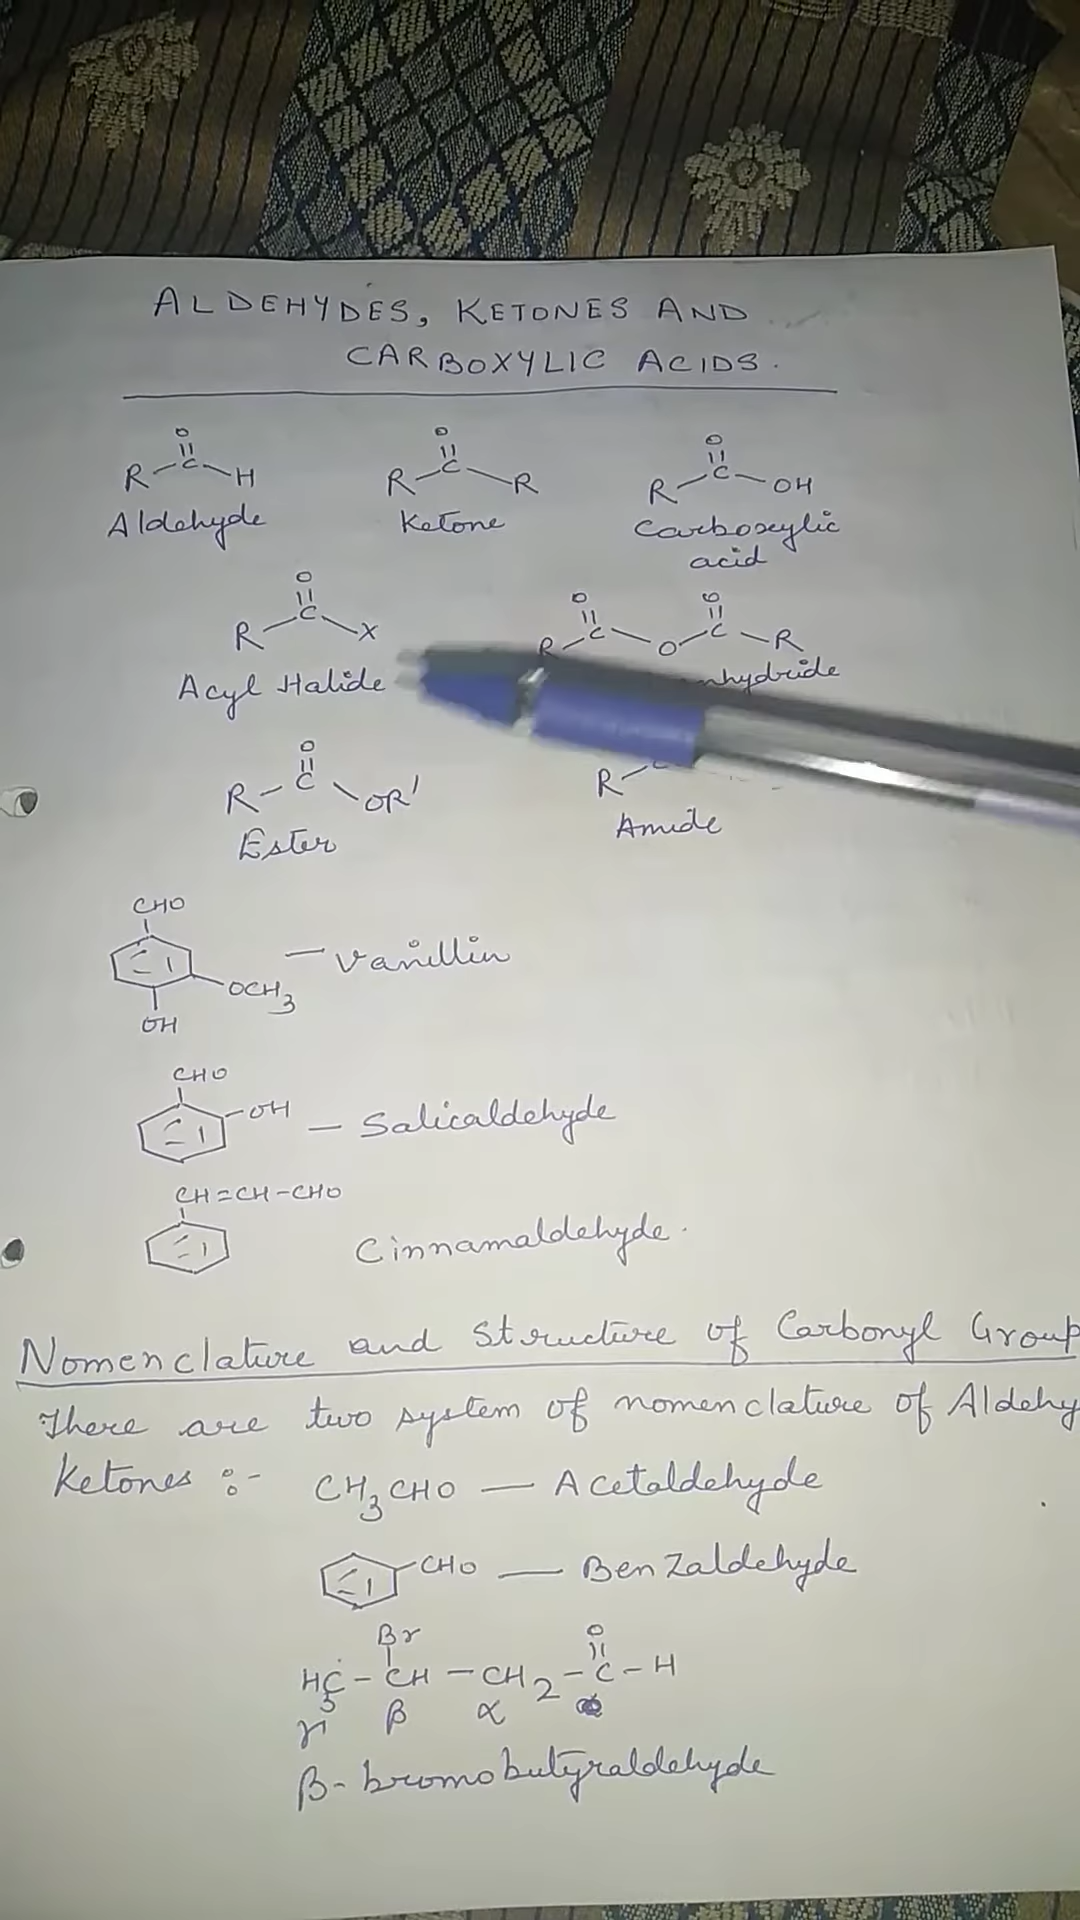 ALDEHYDES, KETONES AND
CARBOXYLIC ACIDS.
O O O
R-C-H R-C-R R-C-OH
Aldehyde Ketone Carboxylic
acid
O O O
R-C-X R-C-O-C-R
Acyl Halide nhydride
O
R-C-OR' R
Ester Amide
CHO
- Vanillin
OCH3
OH
CHO
OH - Salicaldehyde
CH=CH-CHO
Cinnamaldehyde.
Nomenclature and Structure of Carbonyl Group
There are two system of nomenclature of Aldehy
Ketones :- CH3CHO - Acetaldehyde
CHO - Benzaldehyde
Br O
H3C-CH-CH2-C-H
γ β α
β-bromobutyraldehyde